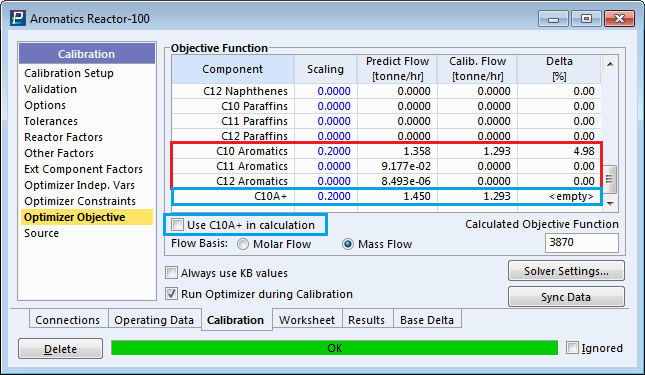 Aromatics Reactor-100
Calibration
Calibration Setup
Validation
Options
Tolerances
Reactor Factors
Other Factors
Ext Component Factors
Optimizer Indep. Vars
Optimizer Constraints
Optimizer Objective
Source
Objective Function
Component Scaling Predict Flow [tonne/hr] Calib. Flow [tonne/hr] Delta [%]
C12 Naphthenes 0.0000 0.0000 0.0000 0.00
C10 Paraffins 0.0000 0.0000 0.0000 0.00
C11 Paraffins 0.0000 0.0000 0.0000 0.00
C12 Paraffins 0.0000 0.0000 0.0000 0.00
C10 Aromatics 0.2000 1.358 1.293 4.98
C11 Aromatics 0.0000 9.177e-02 0.0000 0.00
C12 Aromatics 0.0000 8.493e-06 0.0000 0.00
C10A+ 0.2000 1.450 1.293 <empty>
Use C10A+ in calculation
Calculated Objective Function
Flow Basis: Molar Flow Mass Flow
3870
Always use KB values
Solver Settings...
Run Optimizer during Calibration
Sync Data
Connections Operating Data Calibration Worksheet Results Base Delta
Delete OK Ignored